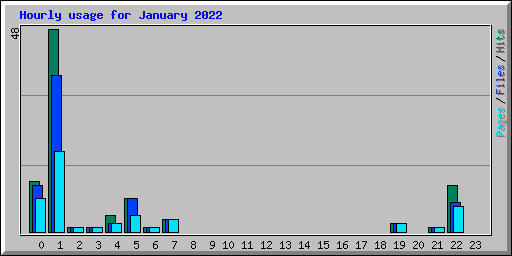 Hourly usage for January 2022
48
Pages/Files/Hits
0 1 2 3 4 5 6 7 8 9 10 11 12 13 14 15 16 17 18 19 20 21 22 23